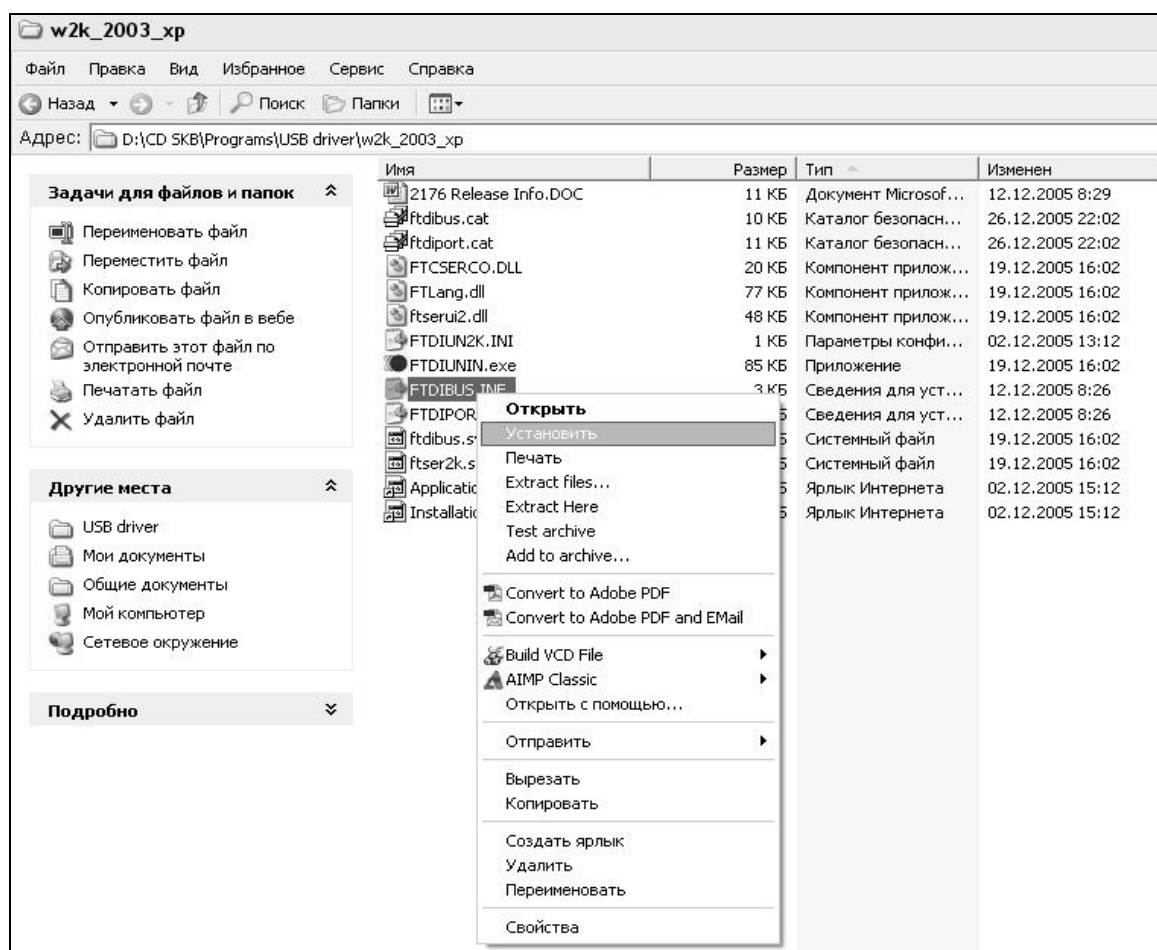 w2k_2003_xp
Файл Правка Вид Избранное Сервис Справка
Назад Поиск Папки
Адрес: D:\CD SKB\Programs\USB driver\w2k_2003_xp
Задачи для файлов и папок
Переименовать файл
Переместить файл
Копировать файл
Опубликовать файл в вебе
Отправить этот файл по
электронной почте
Печатать файл
Удалить файл
Другие места
USB driver
Мои документы
Общие документы
Мой компьютер
Сетевое окружение
Подробно
Имя Размер Тип Изменен
2176 Release Info.DOC 11 КБ Документ Microsof... 12.12.2005 8:29
ftdibus.cat 10 КБ Каталог безопасн... 26.12.2005 22:02
ftdiport.cat 11 КБ Каталог безопасн... 26.12.2005 22:02
FTCSERCO.DLL 20 КБ Компонент прилож... 19.12.2005 16:02
FTLang.dll 77 КБ Компонент прилож... 19.12.2005 16:02
ftserui2.dll 48 КБ Компонент прилож... 19.12.2005 16:02
FTDIUN2K.INI 1 КБ Параметры конфи... 02.12.2005 13:12
FTDIUNIN.exe 85 КБ Приложение 19.12.2005 16:02
FTDIBUS.INF 3 КБ Сведения для уст... 12.12.2005 8:26
FTDIPOR Сведения для уст... 12.12.2005 8:26
ftdibus.s Системный файл 19.12.2005 16:02
ftser2k.s Системный файл 19.12.2005 16:02
Applicatio Ярлык Интернета 02.12.2005 15:12
Installatio Ярлык Интернета 02.12.2005 15:12
Открыть
Установить
Печать
Extract files...
Extract Here
Test archive
Add to archive...
Convert to Adobe PDF
Convert to Adobe PDF and EMail
Build VCD File
AIMP Classic
Открыть с помощью...
Отправить
Вырезать
Копировать
Создать ярлык
Удалить
Переименовать
Свойства